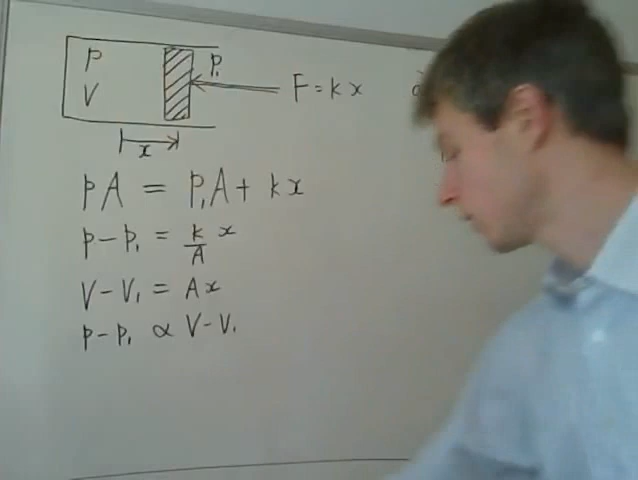 P
V
P₁
F = kx
x
pA = P₁A + kx
p - p₁ = k/A x
V - V₁ = Ax
p - p₁ ∝ V - V₁